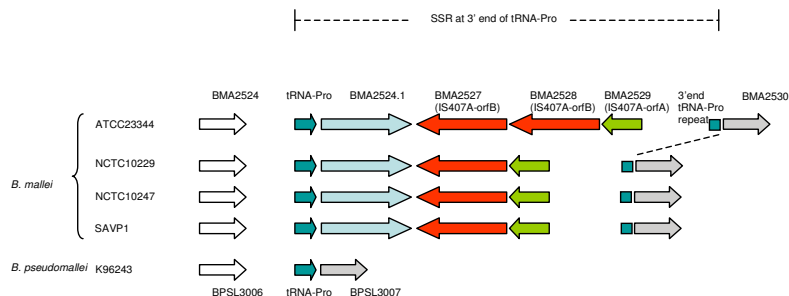 SSR at 3' end of tRNA-Pro
BMA2524 tRNA-Pro BMA2524.1 BMA2527 BMA2528 BMA2529 3'end BMA2530
(IS407A-orfB) (IS407A-orfB) (IS407A-orfA) tRNA-Pro
repeat
ATCC23344
NCTC10229
B. mallei
NCTC10247
SAVP1
B. pseudomallei K96243
BPSL3006 tRNA-Pro BPSL3007